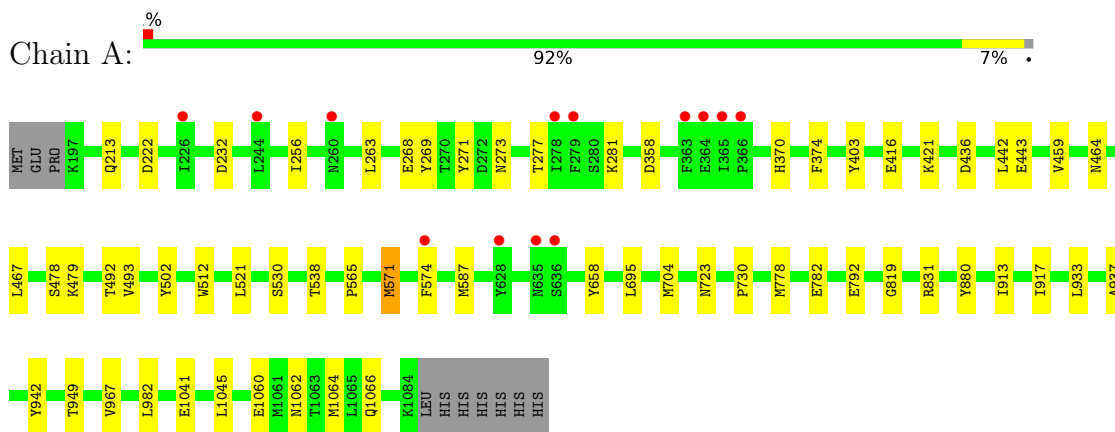 .%
Chain A:
92% 7% •
MET GLU PRO K197 Q213 D222 I226 D232 L244 I256 N260 L263 E268 Y269 T270 Y271 D272 N273 T277 I278 F279 S280 K281 D358 F363 E364 I365 P366 H370 F374 Y403 E416 K421 D436 L442 E443 V459 N464
L467 S478 K479 T492 V493 Y502 W512 L521 S530 T538 P565 M571 F574 M587 Y628 N635 S636 Y658 L695 M704 N723 P730 M778 E782 E792 G819 R831 Y880 I913 I917 L933 A937
Y942 T949 V967 L982 E1041 L1045 E1060 M1061 N1062 T1063 M1064 L1065 Q1066 K1084 LEU HIS HIS HIS HIS HIS HIS